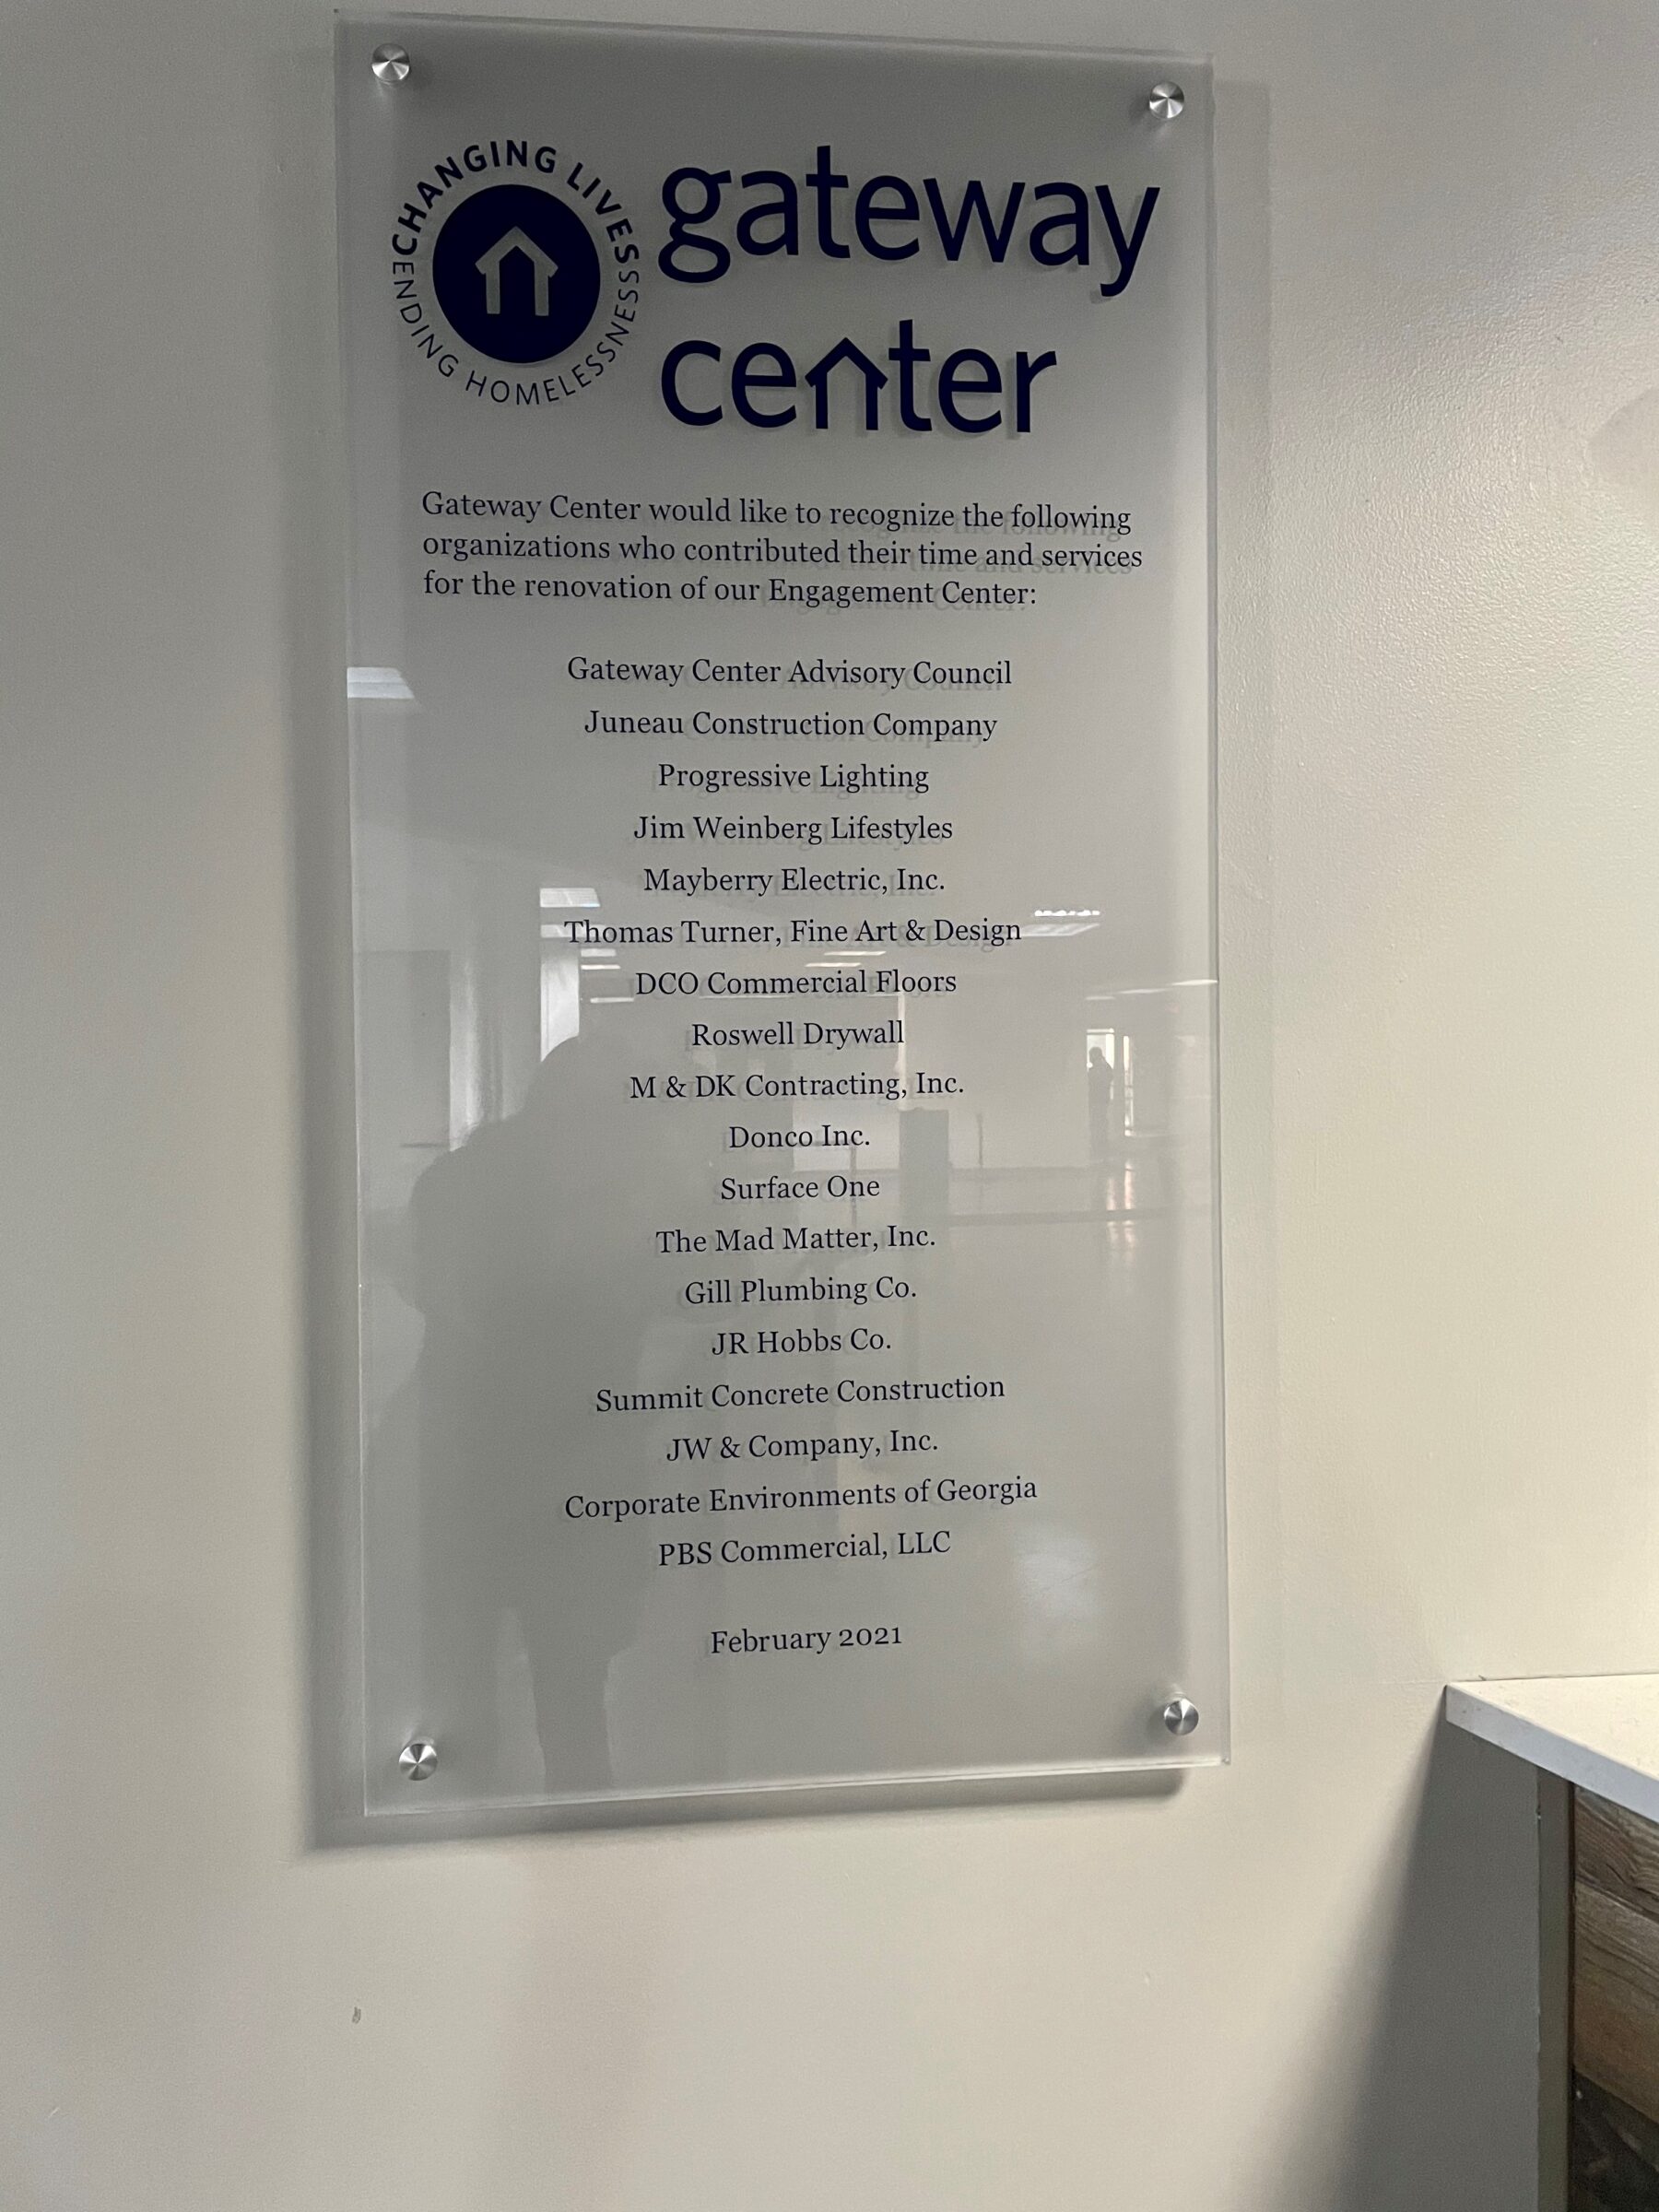 CHANGING LIVES
ENDING HOMELESSNESS
gateway
center
Gateway Center would like to recognize the following
organizations who contributed their time and services
for the renovation of our Engagement Center:
Gateway Center Advisory Council
Juneau Construction Company
Progressive Lighting
Jim Weinberg Lifestyles
Mayberry Electric, Inc.
Thomas Turner, Fine Art & Design
DCO Commercial Floors
Roswell Drywall
M & DK Contracting, Inc.
Donco Inc.
Surface One
The Mad Matter, Inc.
Gill Plumbing Co.
JR Hobbs Co.
Summit Concrete Construction
JW & Company, Inc.
Corporate Environments of Georgia
PBS Commercial, LLC
February 2021